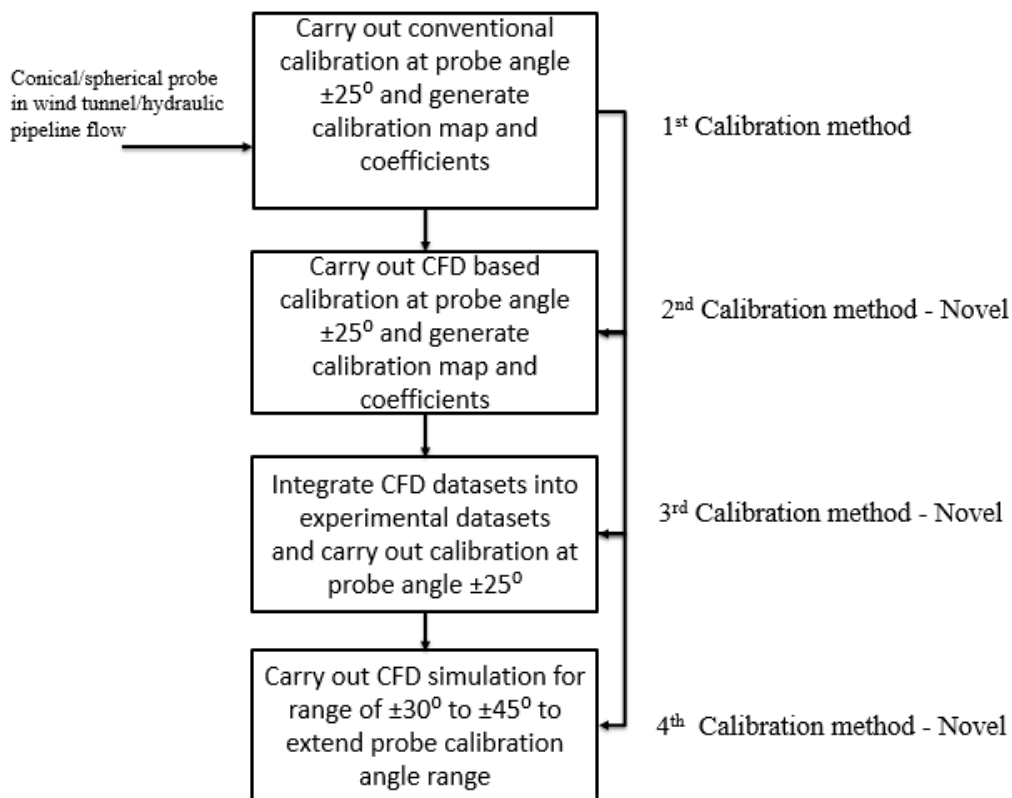 Carry out conventional
calibration at probe angle
±25⁰ and generate
calibration map and
coefficients
Conical/spherical probe
in wind tunnel/hydraulic
pipeline flow
1st Calibration method
Carry out CFD based
calibration at probe angle
±25⁰ and generate
calibration map and
coefficients
2nd Calibration method - Novel
Integrate CFD datasets into
experimental datasets
and carry out calibration at
probe angle ±25⁰
3rd Calibration method - Novel
Carry out CFD simulation for
range of ±30⁰ to ±45⁰ to
extend probe calibration
angle range
4th Calibration method - Novel